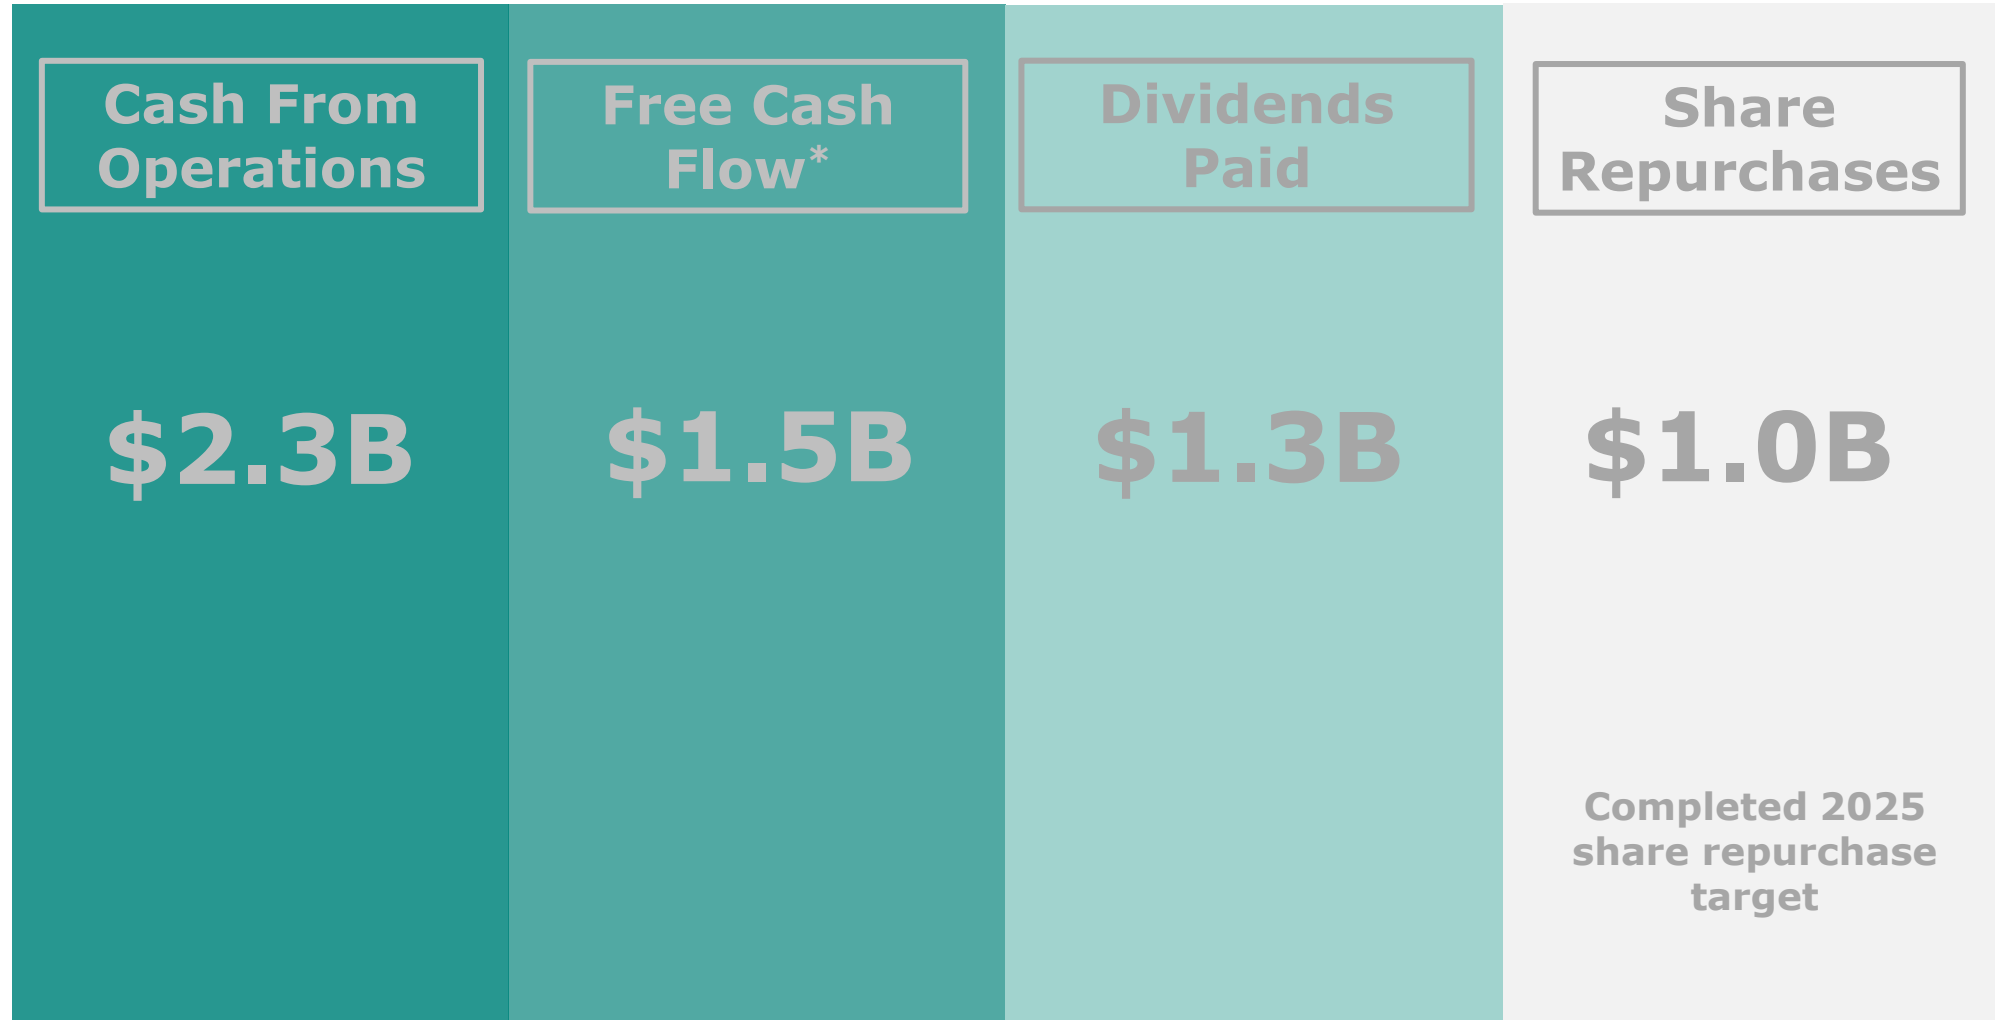 Cash From
Operations
$2.3B
Free Cash
Flow*
$1.5B
Dividends
Paid
$1.3B
Share
Repurchases
$1.0B
Completed 2025
share repurchase
target